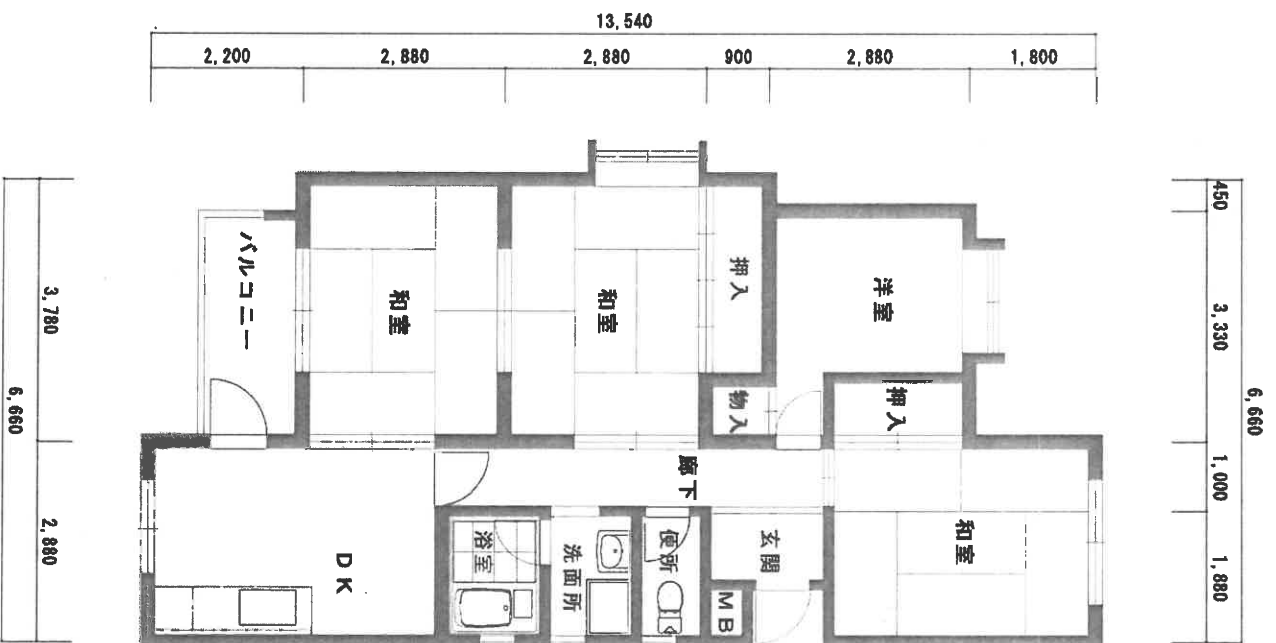 13,540
2,200
2,880
2,880
900
2,880
1,800
450
3,330
6,660
1,000
1,880
3,780
6,660
2,880
バルコニー
和室
和室
押入
洋室
物入
押入
廊下
和室
DK
浴室
洗面所
便所
玄関
MB